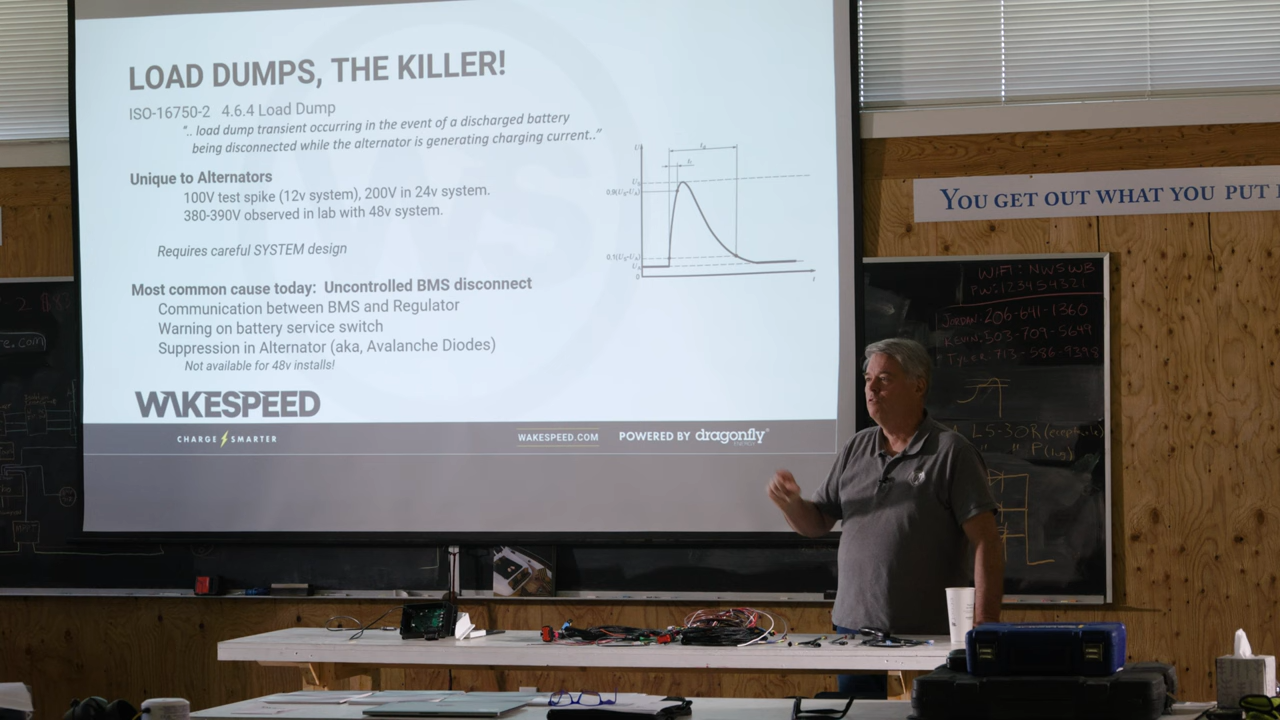 LOAD DUMPS, THE KILLER!
ISO-16750-2 4.6.4 Load Dump
".. load dump transient occurring in the event of a discharged battery
being disconnected while the alternator is generating charging current.."
Unique to Alternators
100V test spike (12v system), 200V in 24v system.
380-390V observed in lab with 48v system.
Requires careful SYSTEM design
Most common cause today: Uncontrolled BMS disconnect
Communication between BMS and Regulator
Warning on battery service switch
Suppression in Alternator (aka, Avalanche Diodes)
Not available for 48v installs!
WAKESPEED
CHARGE SMARTER
WAKESPEED.COM
POWERED BY dragonfly
YOU GET OUT WHAT YOU PUT
WIFI: NWSWB
PW: 123454321
JORDAN: 206-641-1360
KEVIN: 503-709-5649
TYLER: 713-586-9398
L5-30R (receptacle)
" " P (plug)